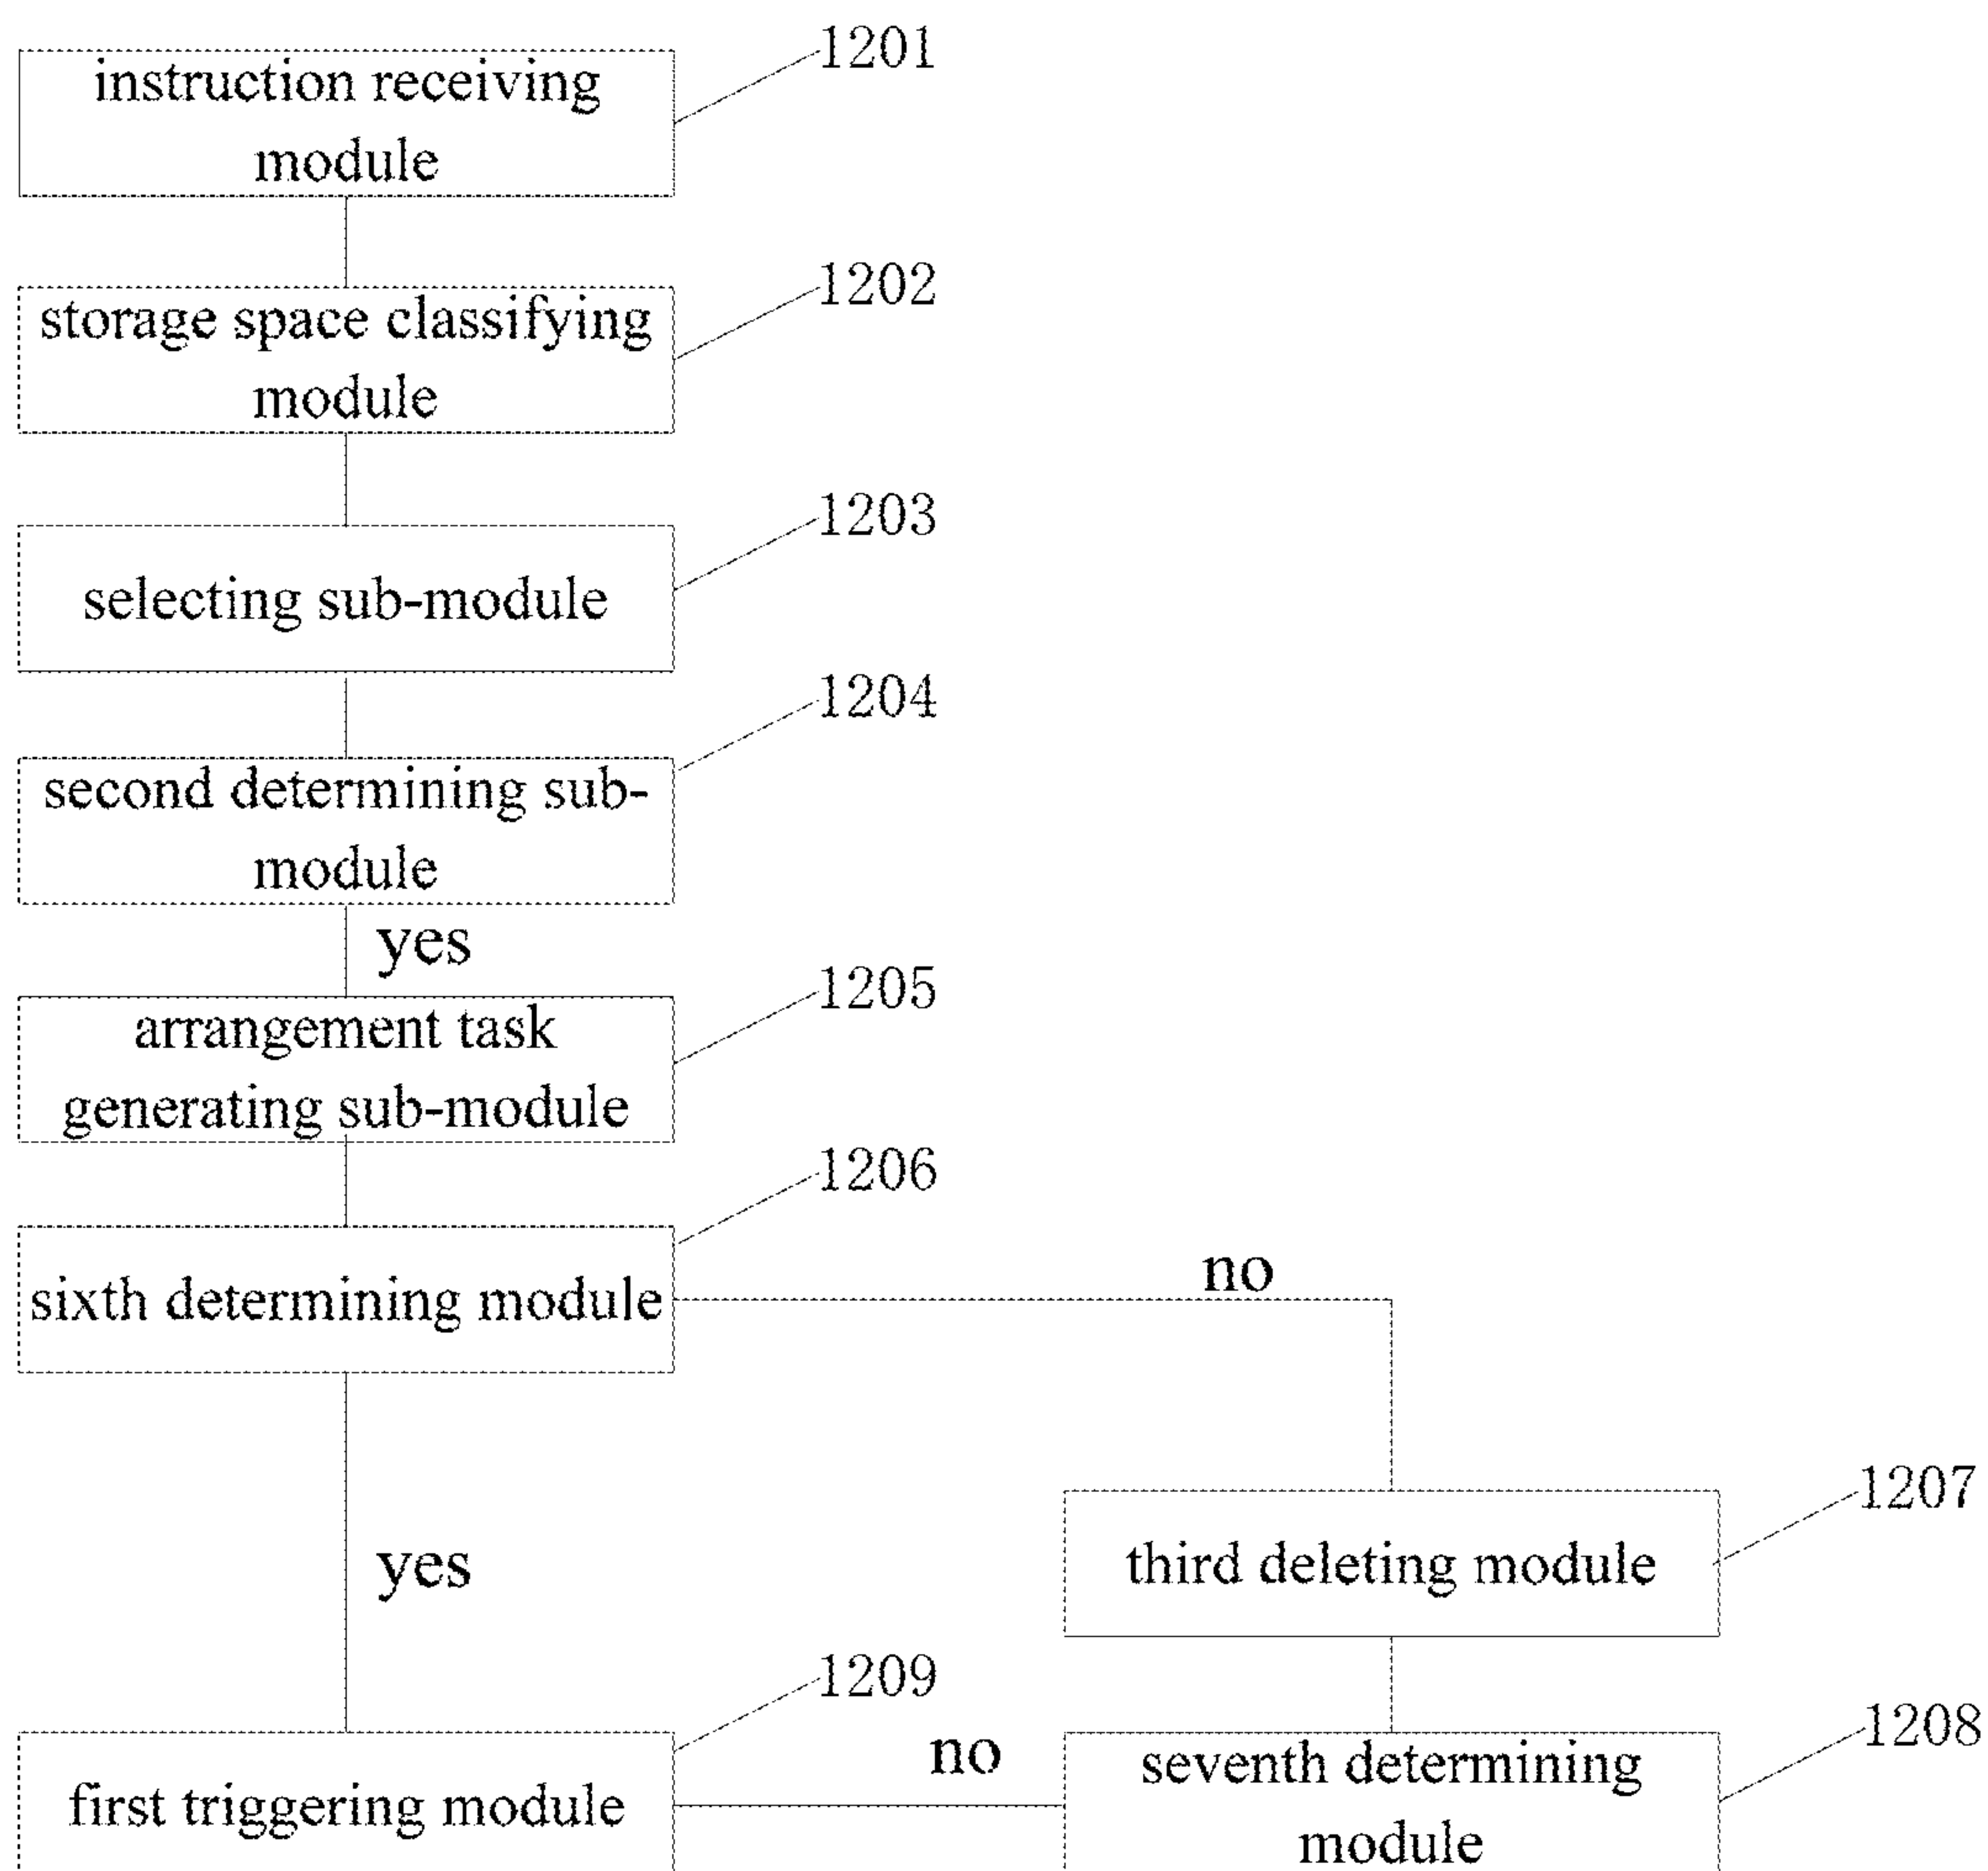 1201
instruction receiving
module
1202
storage space classifying
module
1203
selecting sub-module
1204
second determining sub-
module
yes
1205
arrangement task
generating sub-module
1206
sixth determining module
no
yes
1207
third deleting module
1209
first triggering module
no
1208
seventh determining
module